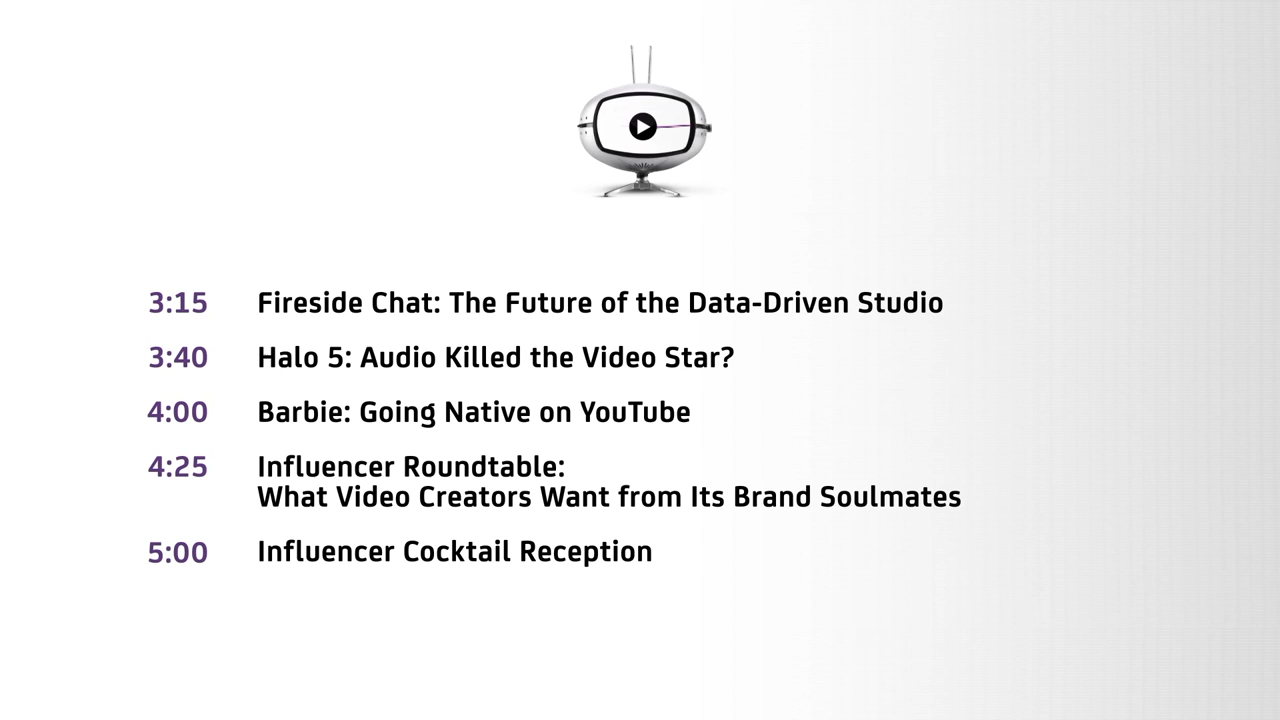 3:15 Fireside Chat: The Future of the Data-Driven Studio
3:40 Halo 5: Audio Killed the Video Star?
4:00 Barbie: Going Native on YouTube
4:25 Influencer Roundtable:
What Video Creators Want from Its Brand Soulmates
5:00 Influencer Cocktail Reception